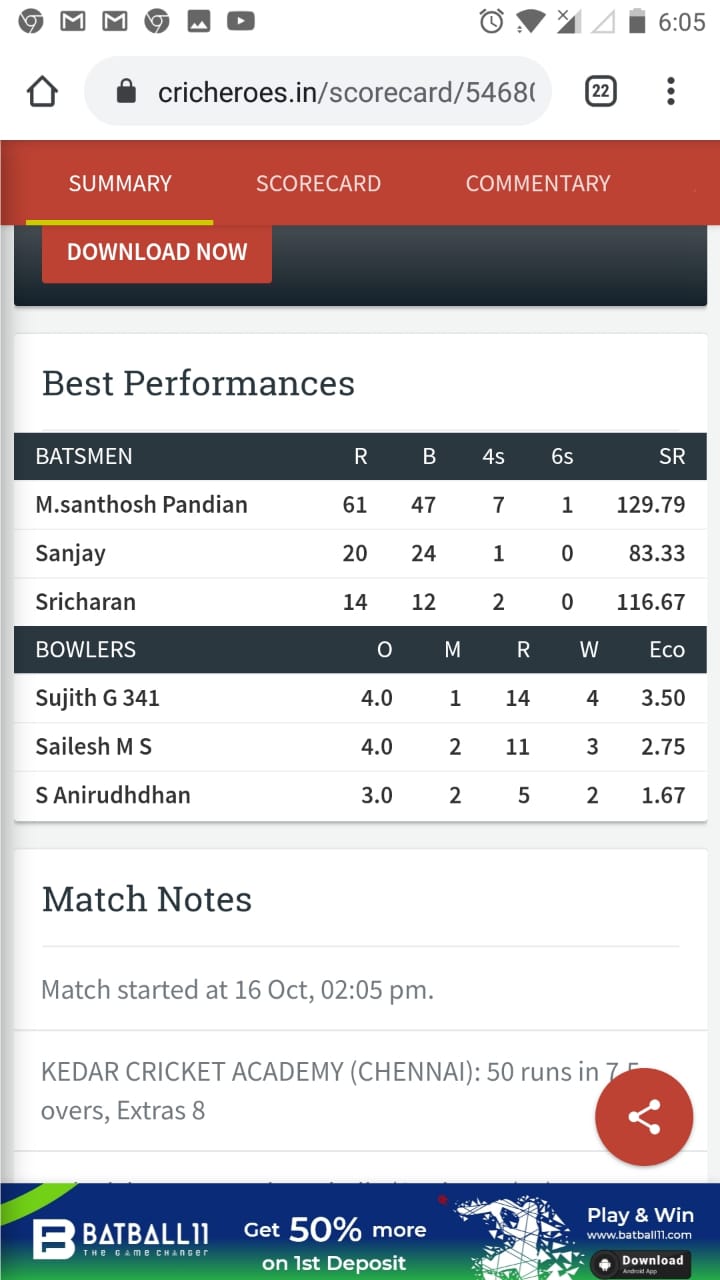 6:05
cricheroes.in/scorecard/5468
22
SUMMARY SCORECARD COMMENTARY
DOWNLOAD NOW
Best Performances
BATSMEN R B 4s 6s SR
M.santhosh Pandian 61 47 7 1 129.79
Sanjay 20 24 1 0 83.33
Sricharan 14 12 2 0 116.67
BOWLERS O M R W Eco
Sujith G 341 4.0 1 14 4 3.50
Sailesh M S 4.0 2 11 3 2.75
S Anirudhdhan 3.0 2 5 2 1.67
Match Notes
Match started at 16 Oct, 02:05 pm.
KEDAR CRICKET ACADEMY (CHENNAI): 50 runs in 7.5
overs, Extras 8
BATBALL11
THE GAME CHANGER
Get 50% more
on 1st Deposit
Play & Win
www.batball11.com
Download
Android App